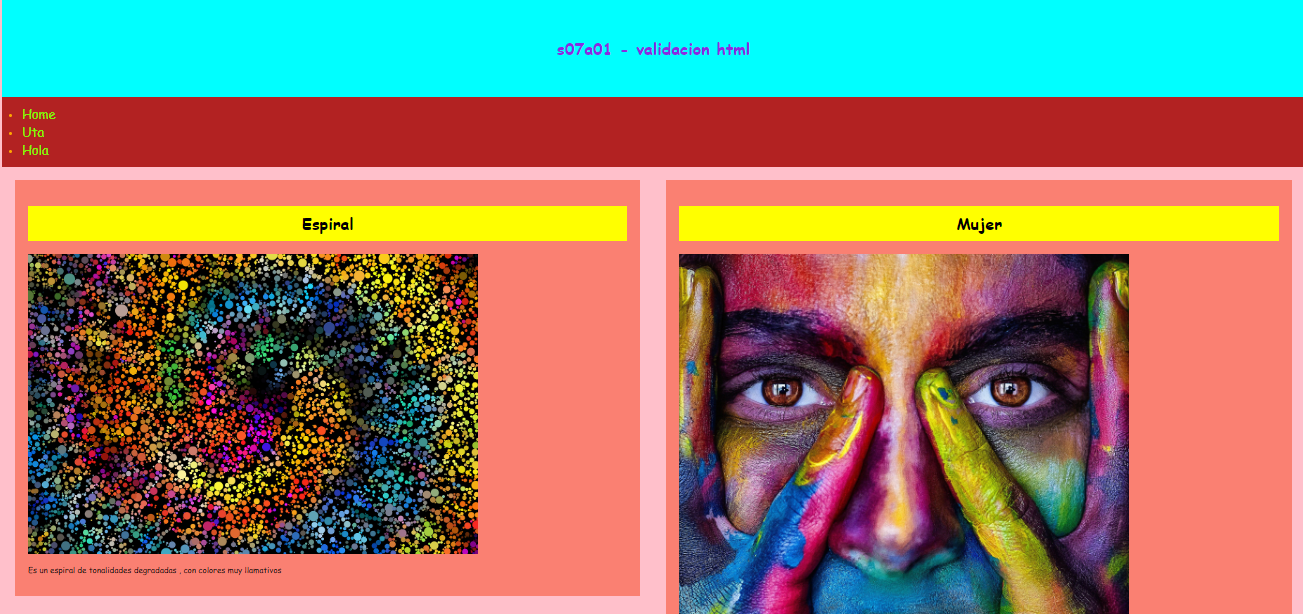 s07a01 - validacion html
Home
Uta
Hola
Espiral
Mujer
Es un espiral de tonalidades degradadas , con colores muy llamativos